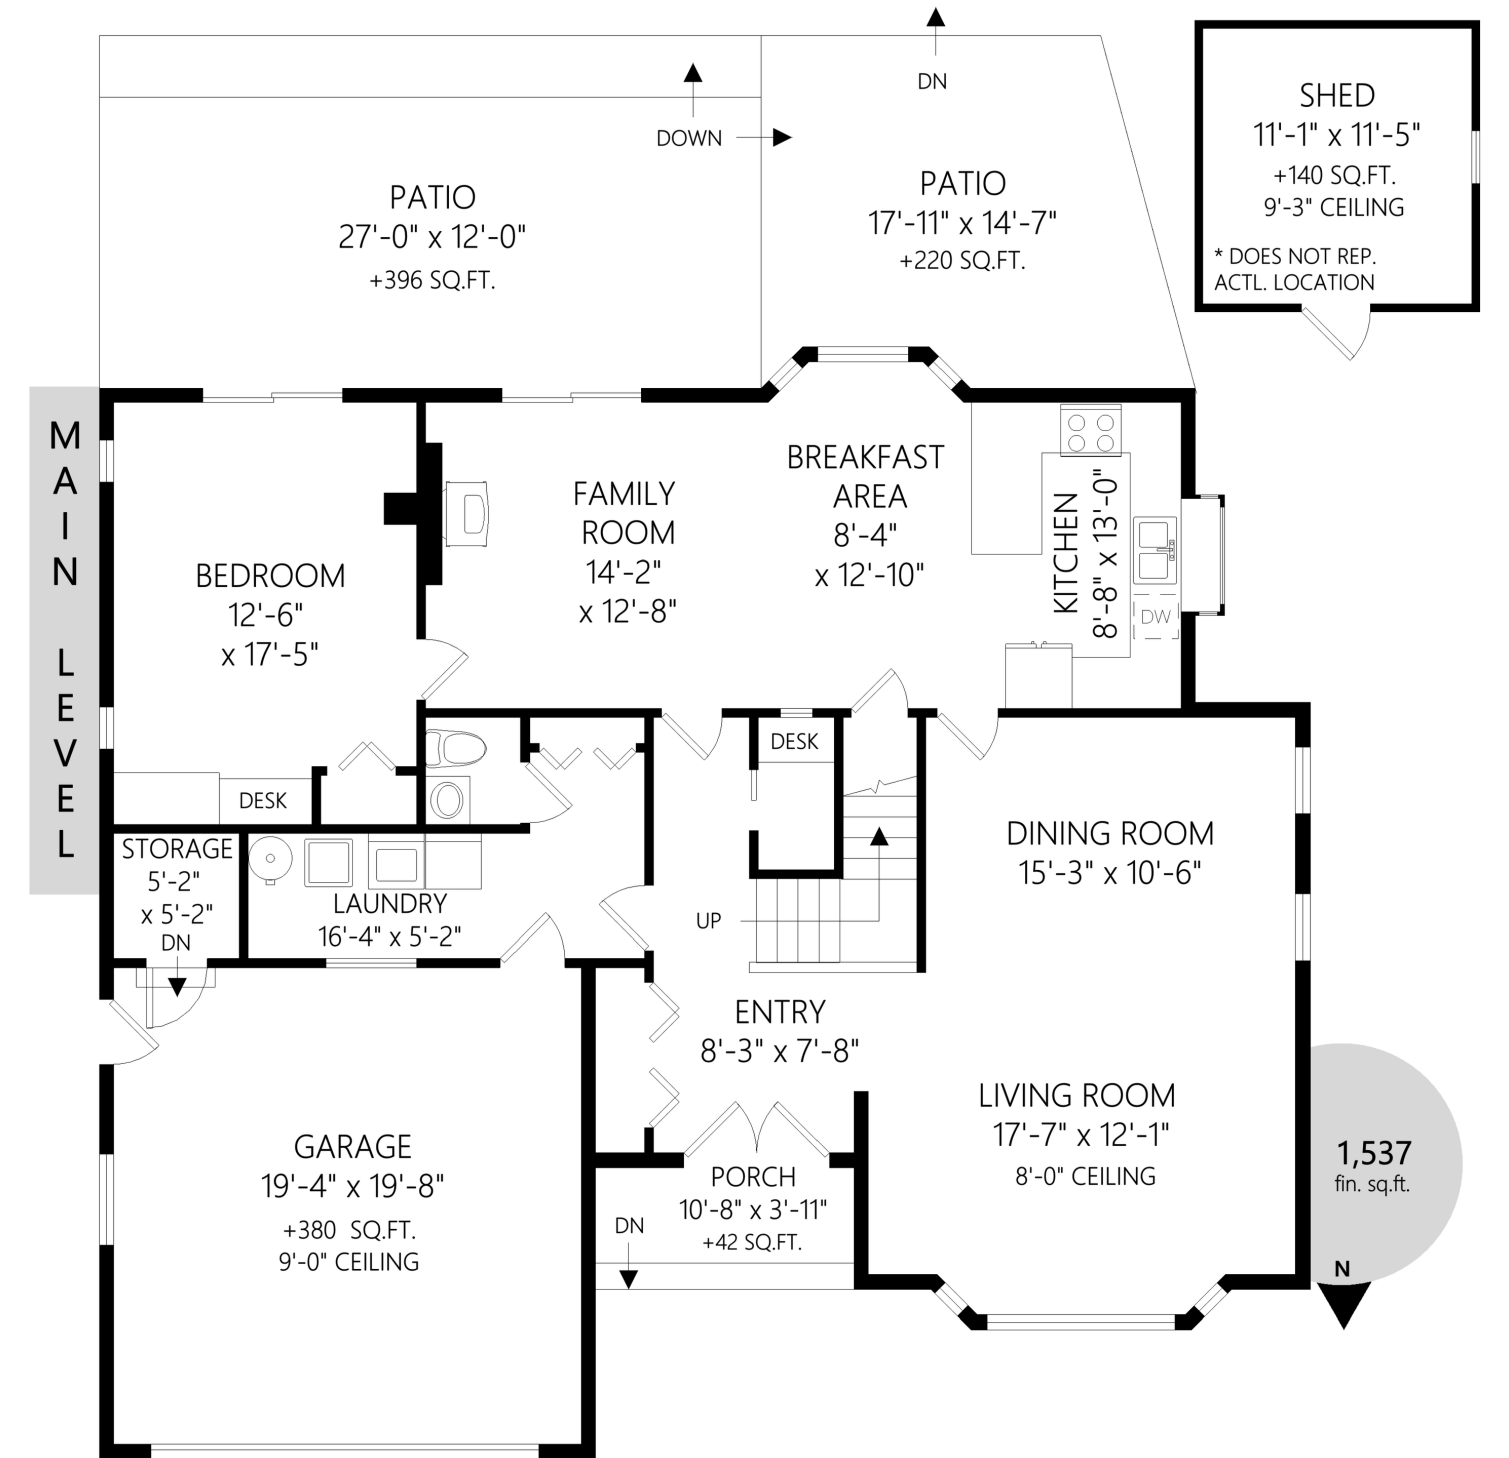 DN
DOWN
PATIO
27'-0" x 12'-0"
+396 SQ.FT.
PATIO
17'-11" x 14'-7"
+220 SQ.FT.
SHED
11'-1" x 11'-5"
+140 SQ.FT.
9'-3" CEILING
* DOES NOT REP.
ACTL. LOCATION
MAIN LEVEL
BEDROOM
12'-6"
x 17'-5"
DESK
FAMILY
ROOM
14'-2"
x 12'-8"
BREAKFAST
AREA
8'-4"
x 12'-10"
KITCHEN
8'-8" x 13'-0"
DW
DESK
STORAGE
5'-2"
x 5'-2"
DN
LAUNDRY
16'-4" x 5'-2"
UP
DINING ROOM
15'-3" x 10'-6"
ENTRY
8'-3" x 7'-8"
LIVING ROOM
17'-7" x 12'-1"
8'-0" CEILING
GARAGE
19'-4" x 19'-8"
+380 SQ.FT.
9'-0" CEILING
PORCH
10'-8" x 3'-11"
+42 SQ.FT.
DN
1,537
fin. sq.ft.
N